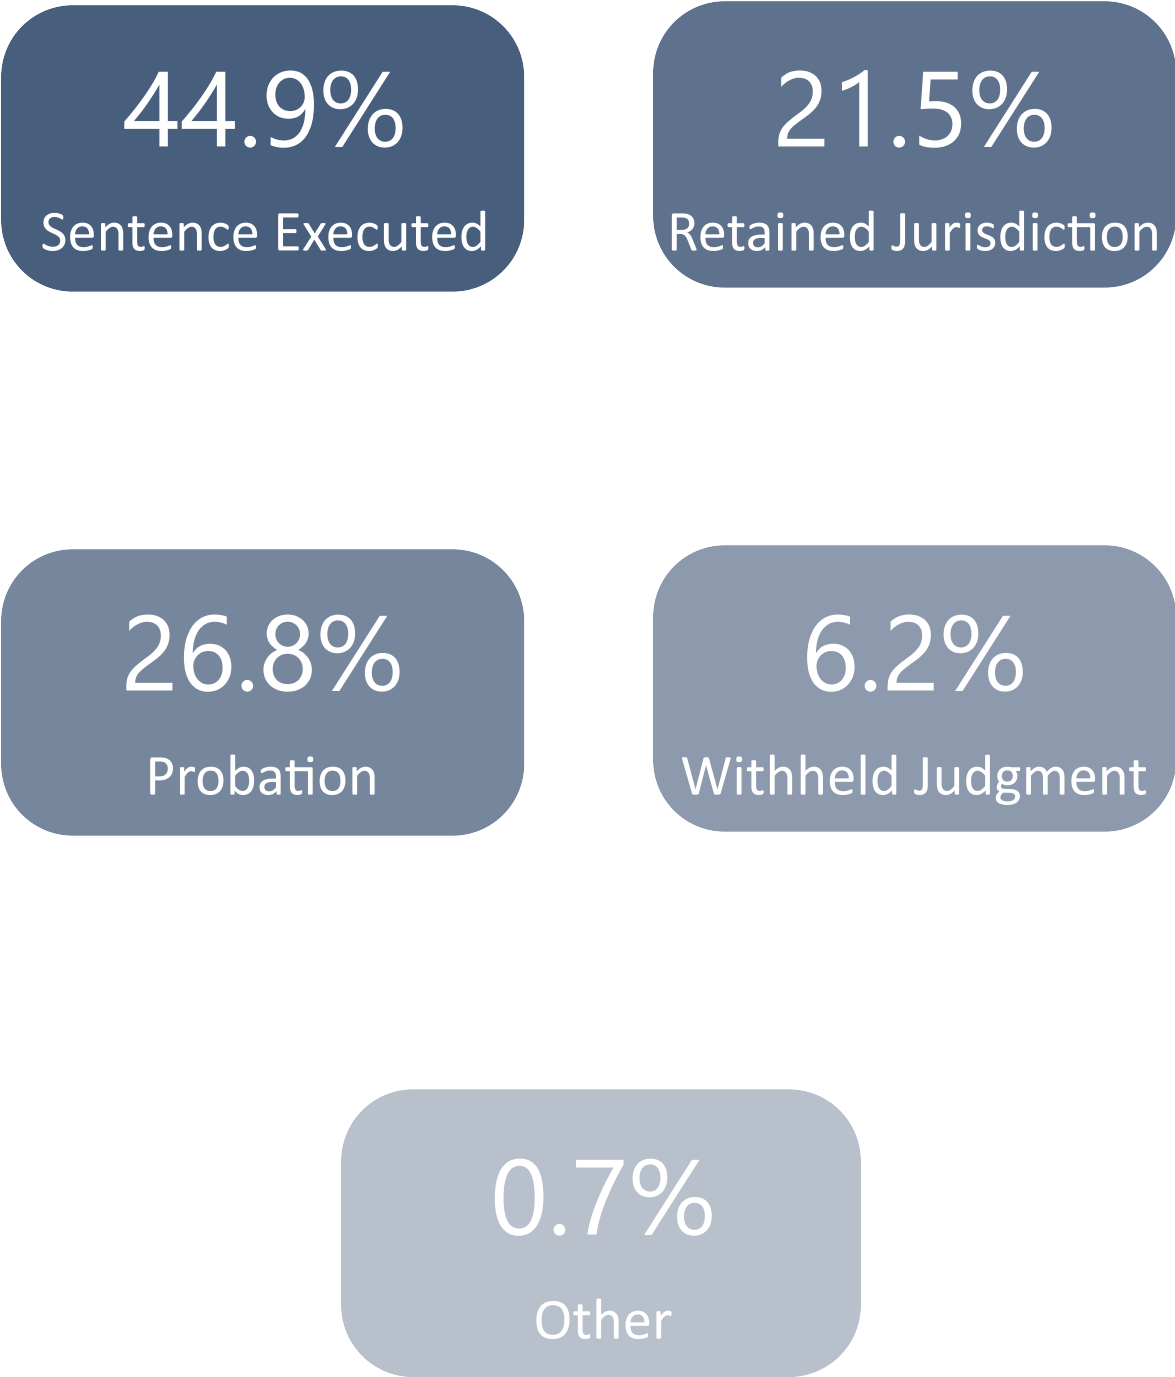 44.9%
Sentence Executed
21.5%
Retained Jurisdiction
26.8%
Probation
6.2%
Withheld Judgment
0.7%
Other